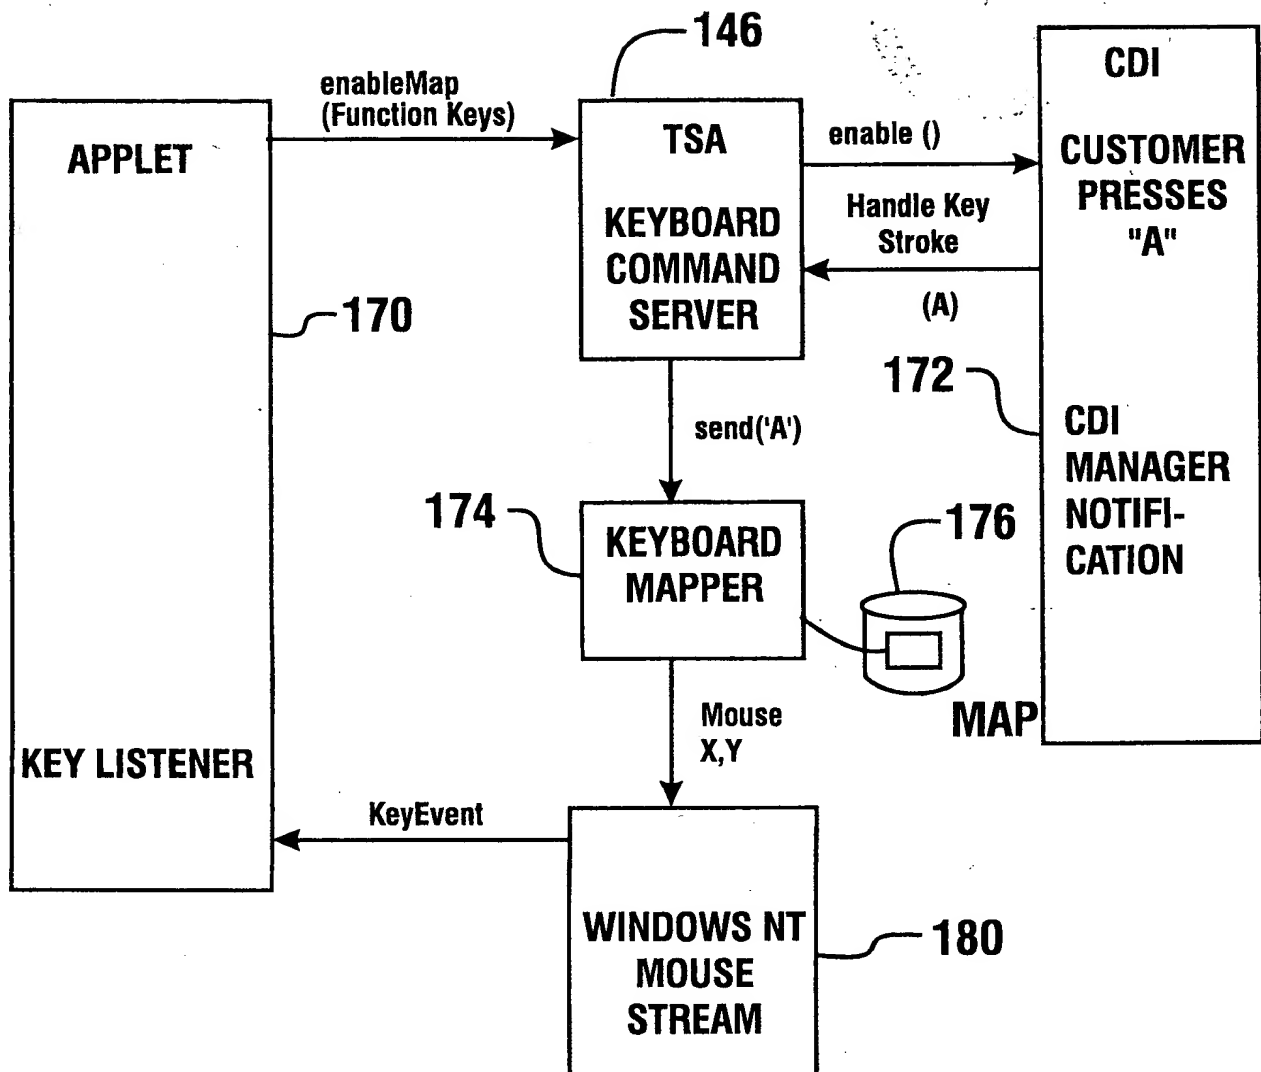 146
CDI
enableMap
(Function Keys)
APPLET
TSA
enable ()
CUSTOMER
PRESSES
"A"
KEYBOARD
COMMAND
SERVER
Handle Key
Stroke
(A)
170
172
send('A')
CDI
MANAGER
NOTIFI-
CATION
174
KEYBOARD
MAPPER
176
MAP
Mouse
X,Y
KEY LISTENER
KeyEvent
WINDOWS NT
MOUSE
STREAM
180